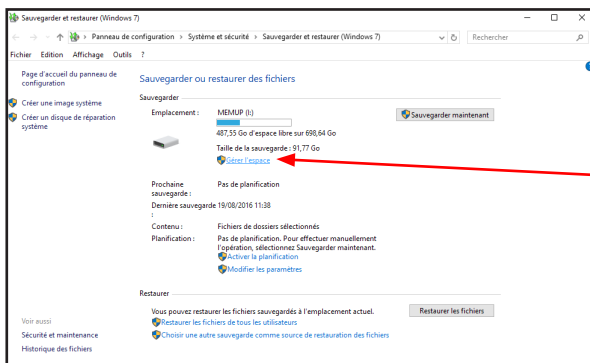 Sauvegarder et restaurer (Windows 7)
Panneau de configuration > Système et sécurité > Sauvegarder et restaurer (Windows 7)
Rechercher
Fichier Edition Affichage Outils ?
Page d'accueil du panneau de
configuration
Créer une image système
Créer un disque de réparation
système
Sauvegarder ou restaurer des fichiers
Sauvegarder
Emplacement : MEMUP (I:)
Sauvegarder maintenant
487,55 Go d'espace libre sur 698,64 Go
Taille de la sauvegarde : 91,77 Go
Gérer l'espace
Prochaine Pas de planification
sauvegarde :
Dernière sauvegarde 19/08/2016 11:38
:
Contenu : Fichiers de dossiers sélectionnés
Planification : Pas de planification. Pour effectuer manuellement
l'opération, sélectionnez Sauvegarder maintenant.
Activer la planification
Modifier les paramètres
Restaurer
Vous pouvez restaurer les fichiers sauvegardés à l'emplacement actuel.
Restaurer les fichiers
Restaurer les fichiers de tous les utilisateurs
Choisir une autre sauvegarde comme source de restauration des fichiers
Voir aussi
Sécurité et maintenance
Historique des fichiers